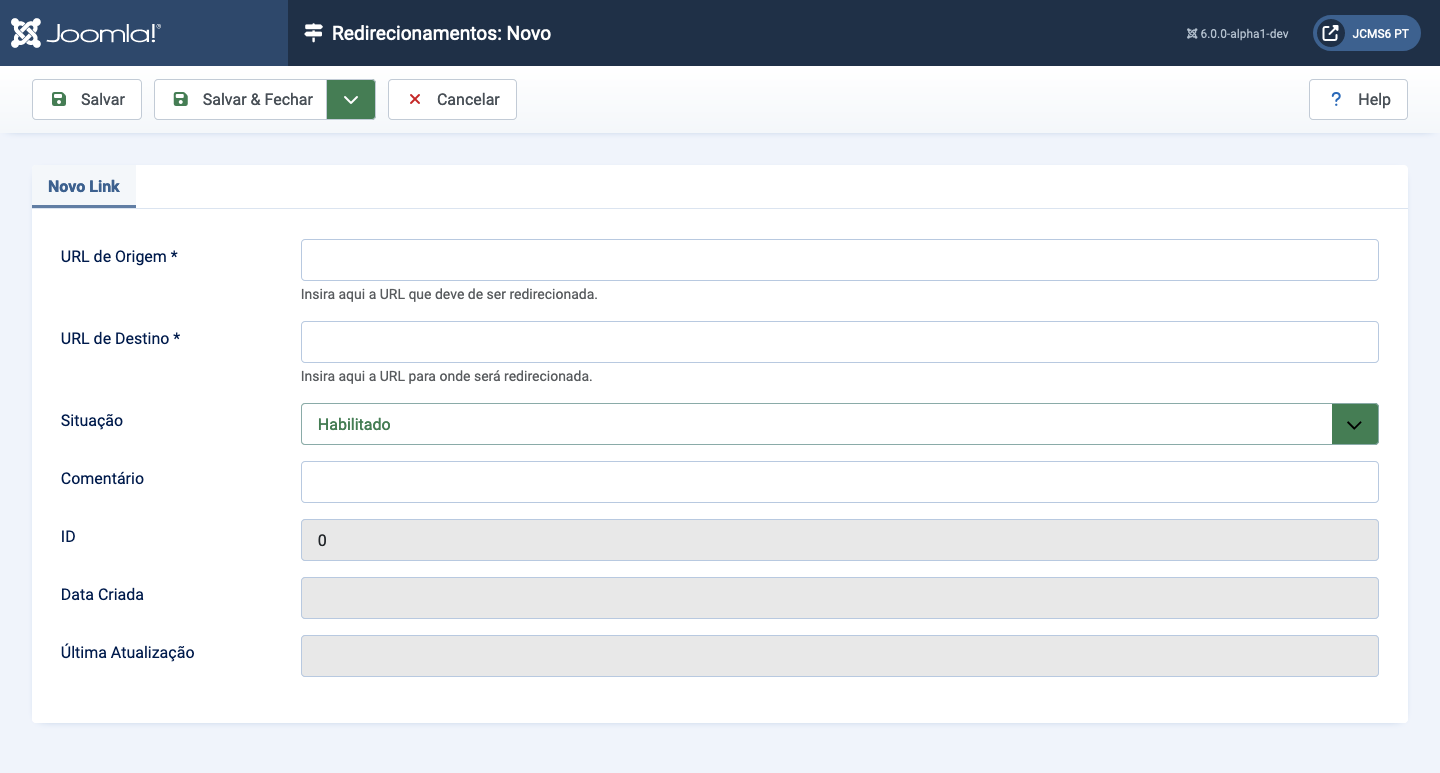 Joomla!®
Redirecionamentos: Novo
6.0.0-alpha1-dev
JCMS6 PT
Salvar
Salvar & Fechar
Cancelar
? Help
Novo Link
URL de Origem *
Insira aqui a URL que deve de ser redirecionada.
URL de Destino *
Insira aqui a URL para onde será redirecionada.
Situação
Habilitado
Comentário
ID
0
Data Criada
Última Atualização